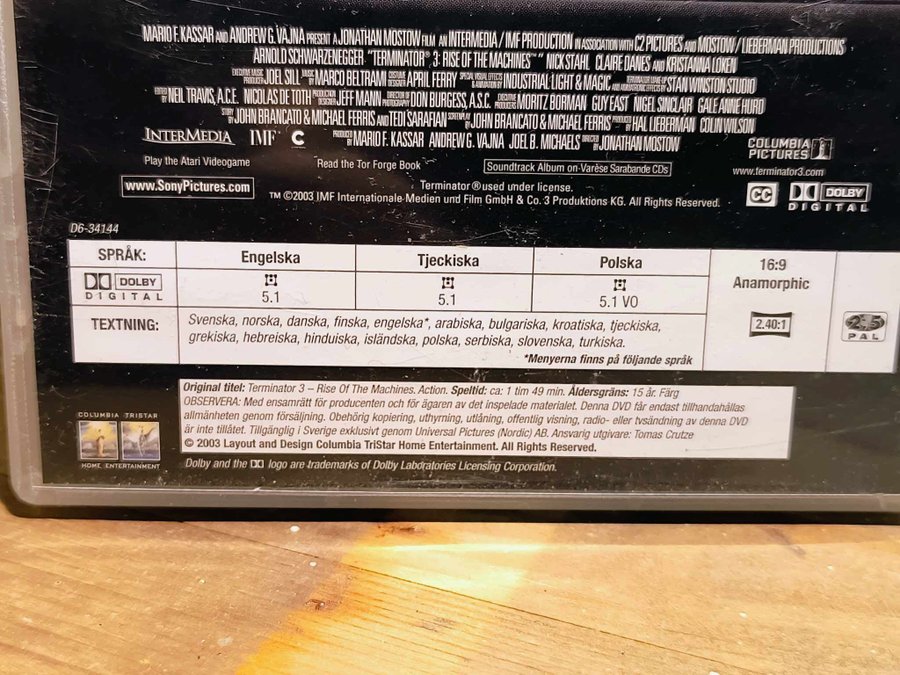 MARIO F. KASSAR AND ANDREW G. VAJNA PRESENT A JONATHAN MOSTOW FILM AN INTERMEDIA / IMF PRODUCTION IN ASSOCIATION WITH C2 PICTURES AND MOSTOW / LIEBERMAN PRODUCTIONS
ARNOLD SCHWARZENEGGER "TERMINATOR® 3: RISE OF THE MACHINES™" NICK STAHL CLAIRE DANES AND KRISTANNA LOKEN
EXECUTIVE MUSIC PRODUCER JOEL SILL MUSIC BY MARCO BELTRAMI COSTUME DESIGNER APRIL FERRY SPECIAL VISUAL EFFECTS & ANIMATION BY INDUSTRIAL LIGHT & MAGIC TERMINATOR MAKE-UP AND ANIMATRONIC EFFECTS BY STAN WINSTON STUDIO
EDITED BY NEIL TRAVIS, A.C.E. NICOLAS DE TOTH PRODUCTION DESIGNER JEFF MANN DIRECTOR OF PHOTOGRAPHY DON BURGESS, A.S.C. EXECUTIVE PRODUCERS MORITZ BORMAN GUY EAST NIGEL SINCLAIR GALE ANNE HURD
STORY BY JOHN BRANCATO & MICHAEL FERRIS AND TEDI SARAFIAN SCREENPLAY BY JOHN BRANCATO & MICHAEL FERRIS PRODUCED BY HAL LIEBERMAN COLIN WILSON
INTERMEDIA IMF C PRODUCED BY MARIO F. KASSAR ANDREW G. VAJNA JOEL B. MICHAELS DIRECTED BY JONATHAN MOSTOW
COLUMBIA PICTURES
Play the Atari Videogame Read the Tor Forge Book Soundtrack Album on Varèse Sarabande CDs
www.terminator3.com
www.SonyPictures.com
Terminator® used under license.
™ ©2003 IMF Internationale Medien und Film GmbH & Co. 3 Produktions KG. All Rights Reserved.
CC DOLBY DIGITAL
D6-34144
SPRÅK: Engelska Tjeckiska Polska
DOLBY DIGITAL 5.1 5.1 5.1 VO
16:9 Anamorphic
2.40:1
2 5 PAL
TEXTNING: Svenska, norska, danska, finska, engelska*, arabiska, bulgariska, kroatiska, tjeckiska,
grekiska, hebreiska, hinduiska, isländska, polska, serbiska, slovenska, turkiska.
*Menyerna finns på följande språk
Original titel: Terminator 3 – Rise Of The Machines. Action. Speltid: ca: 1 tim 49 min. Åldersgräns: 15 år. Färg
OBSERVERA: Med ensamrätt för producenten och för ägaren av det inspelade materialet. Denna DVD får endast tillhandahållas
allmänheten genom försäljning. Obehörig kopiering, uthyrning, utlåning, offentlig visning, radio- eller tvsändning av denna DVD
är inte tillåtet. Tillgänglig i Sverige exklusivt genom Universal Pictures (Nordic) AB. Ansvarig utgivare: Tomas Crutze
© 2003 Layout and Design Columbia TriStar Home Entertainment. All Rights Reserved.
Dolby and the DD logo are trademarks of Dolby Labratories Licensing Corporation.
COLUMBIA TRISTAR
HOME ENTERTAINMENT